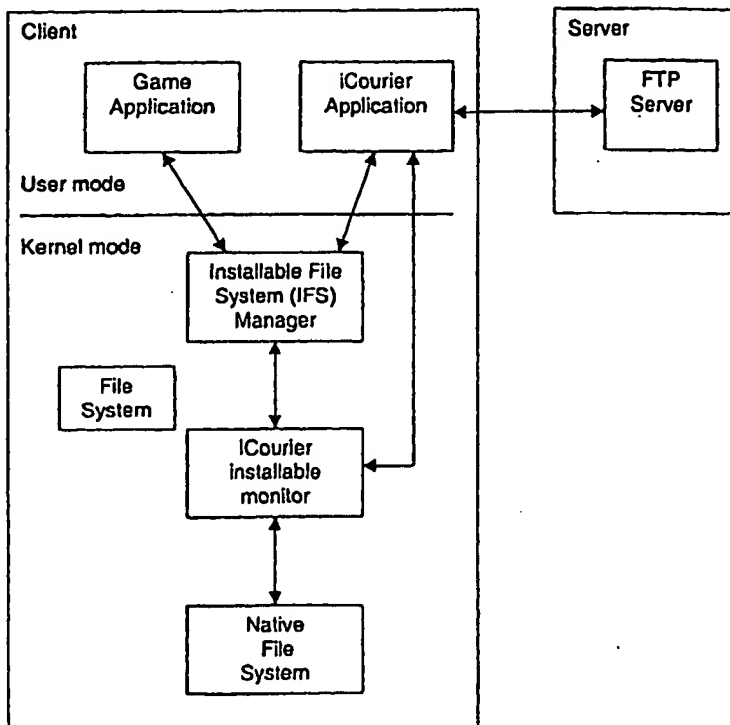 Client
Server
Game
Application
iCourier
Application
FTP
Server
User mode
Kernel mode
Installable File
System (IFS)
Manager
File
System
ICourier
installable
monitor
Native
File
System